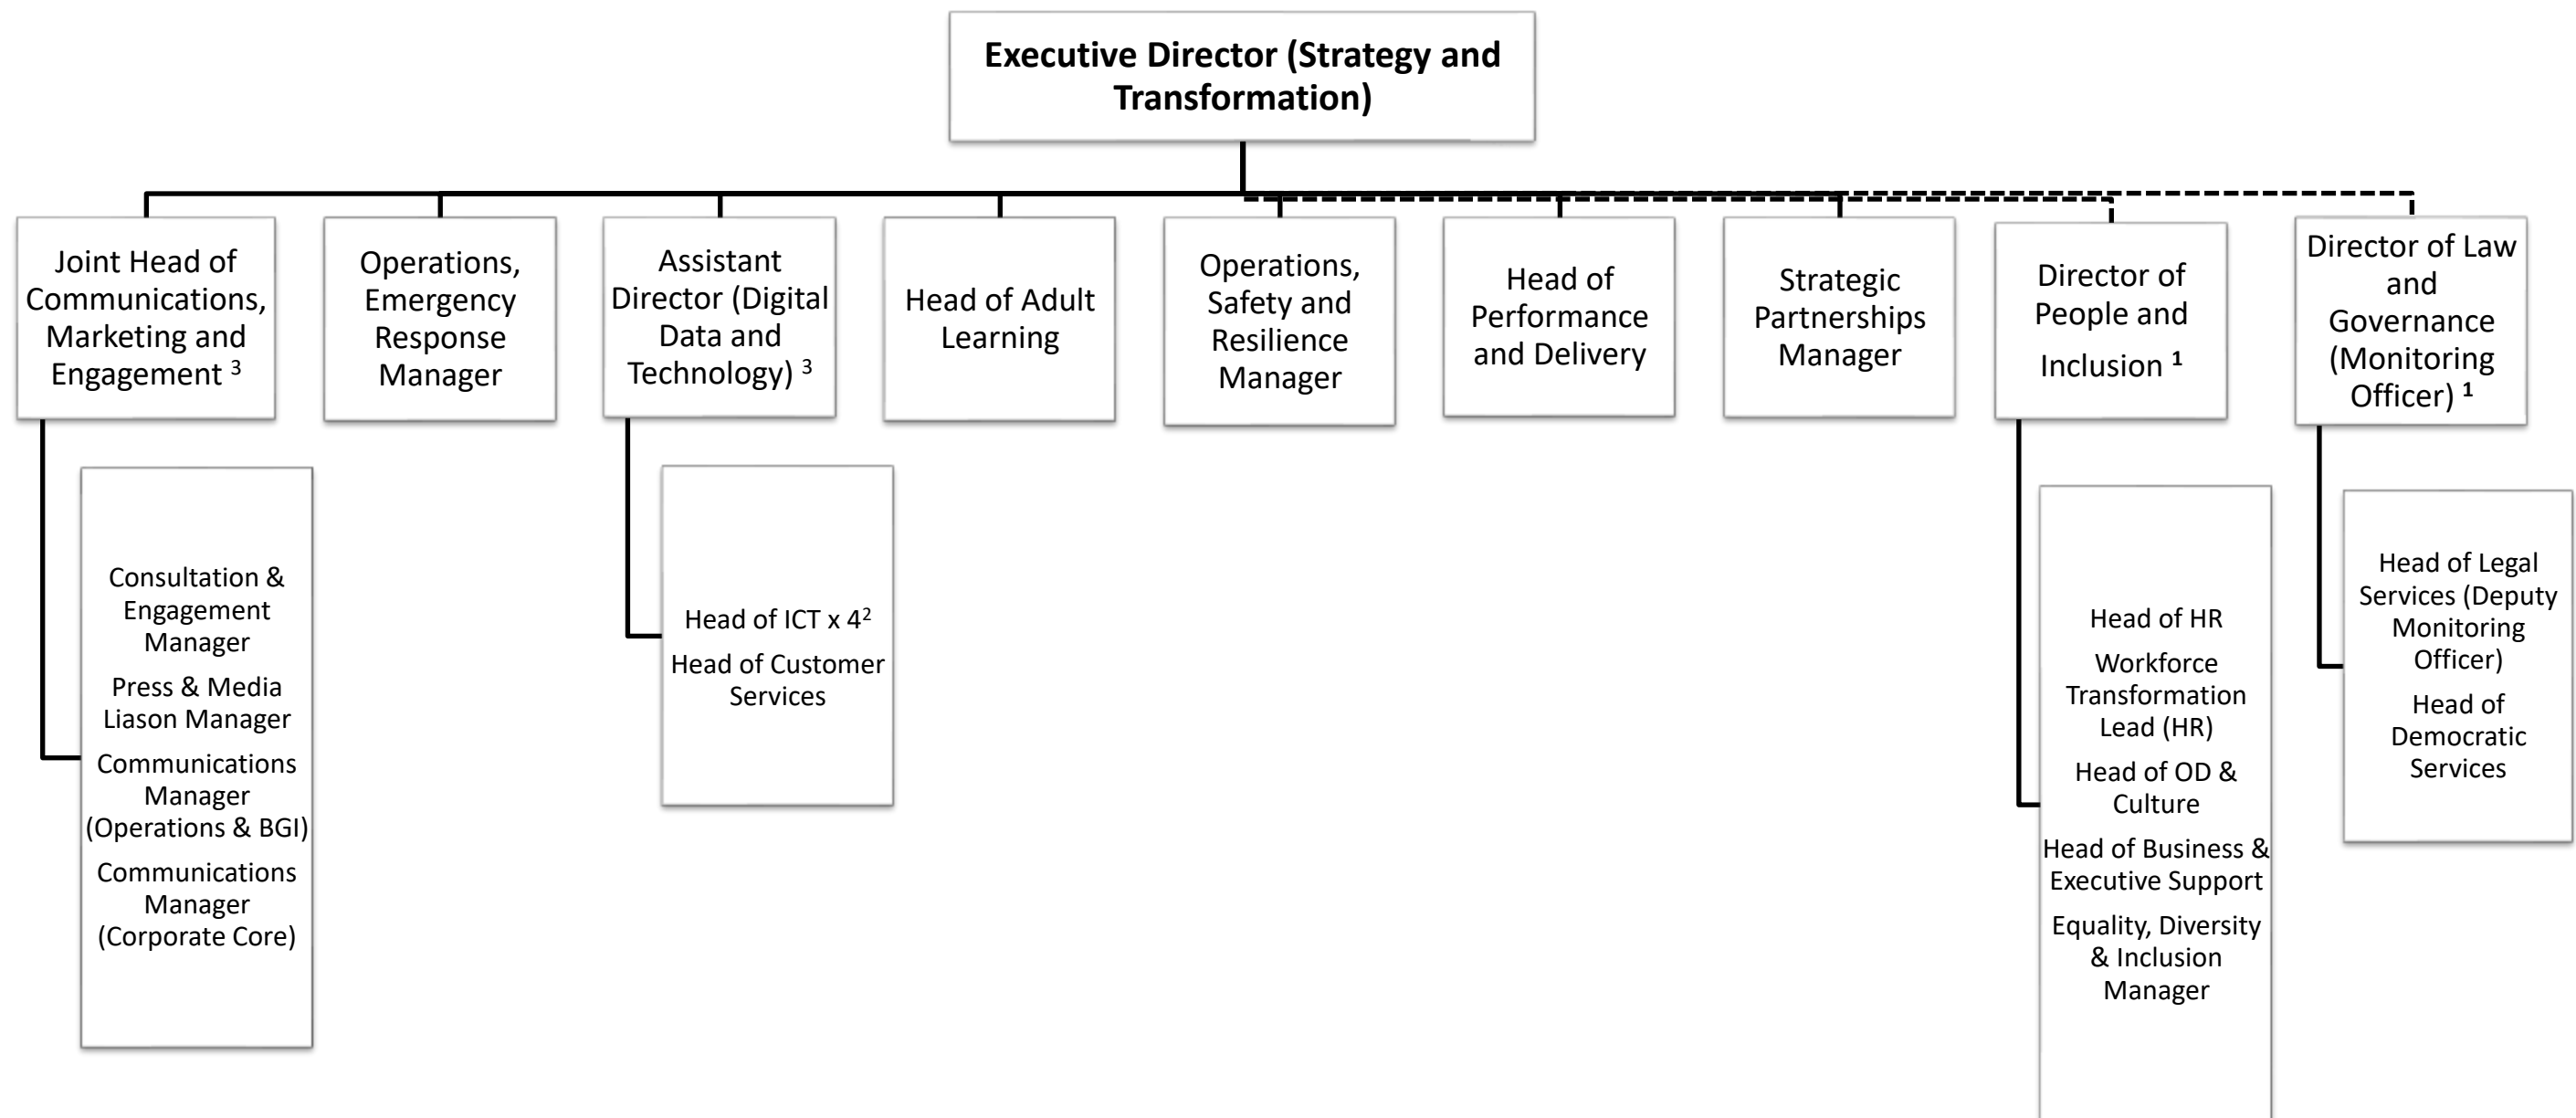 Executive Director (Strategy and
Transformation)
Joint Head of
Communications,
Marketing and
Engagement ³
Operations,
Emergency
Response
Manager
Assistant
Director (Digital
Data and
Technology) ³
Head of Adult
Learning
Operations,
Safety and
Resilience
Manager
Head of
Performance
and Delivery
Strategic
Partnerships
Manager
Director of
People and
Inclusion ¹
Director of Law
and
Governance
(Monitoring
Officer) ¹
Consultation &
Engagement
Manager
Press & Media
Liason Manager
Communications
Manager
(Operations & BGI)
Communications
Manager
(Corporate Core)
Head of ICT x 4²
Head of Customer
Services
Head of HR
Workforce
Transformation
Lead (HR)
Head of OD &
Culture
Head of Business &
Executive Support
Equality, Diversity
& Inclusion
Manager
Head of Legal
Services (Deputy
Monitoring
Officer)
Head of
Democratic
Services